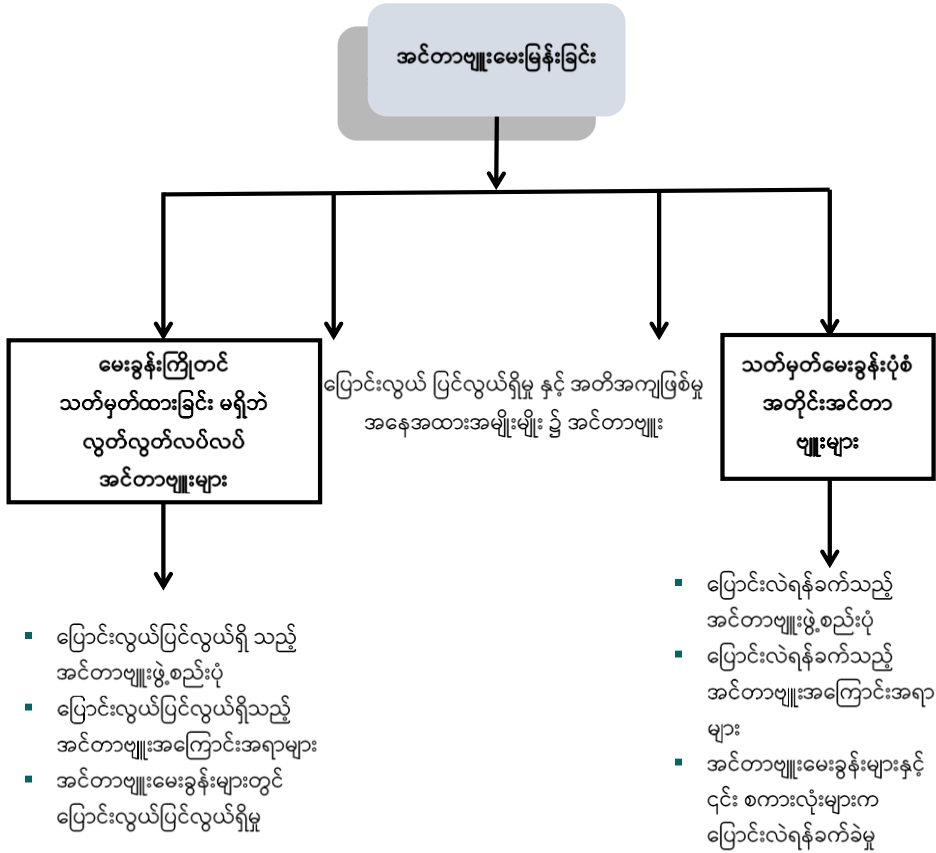 အင်တာဗျူးမေးမြန်းခြင်း
မေးခွန်းကြိုတင်
သတ်မှတ်ထားခြင်း မရှိဘဲ
လွတ်လွတ်လပ်လပ်
အင်တာဗျူးများ
ပြောင်းလွယ် ပြင်လွယ်ရှိမှု နှင့် အတိအကျဖြစ်မှု
အနေအထားအမျိုးမျိုး ၌ အင်တာဗျူး
သတ်မှတ်မေးခွန်းပုံစံ
အတိုင်းအင်တာ
ဗျူးများ
▪ ပြောင်းလွယ်ပြင်လွယ်ရှိ သည့်
အင်တာဗျူးဖွဲ့စည်းပုံ
▪ ပြောင်းလွယ်ပြင်လွယ်ရှိသည့်
အင်တာဗျူးအကြောင်းအရာများ
▪ အင်တာဗျူးမေးခွန်းများတွင်
ပြောင်းလွယ်ပြင်လွယ်ရှိမှု
▪ ပြောင်းလဲရန်ခက်သည့်
အင်တာဗျူးဖွဲ့စည်းပုံ
▪ ပြောင်းလဲရန်ခက်သည့်
အင်တာဗျူးအကြောင်းအရာ
များ
▪ အင်တာဗျူးမေးခွန်းများနှင့်
၎င်း စကားလုံးများက
ပြောင်းလဲရန်ခက်ခဲမှု